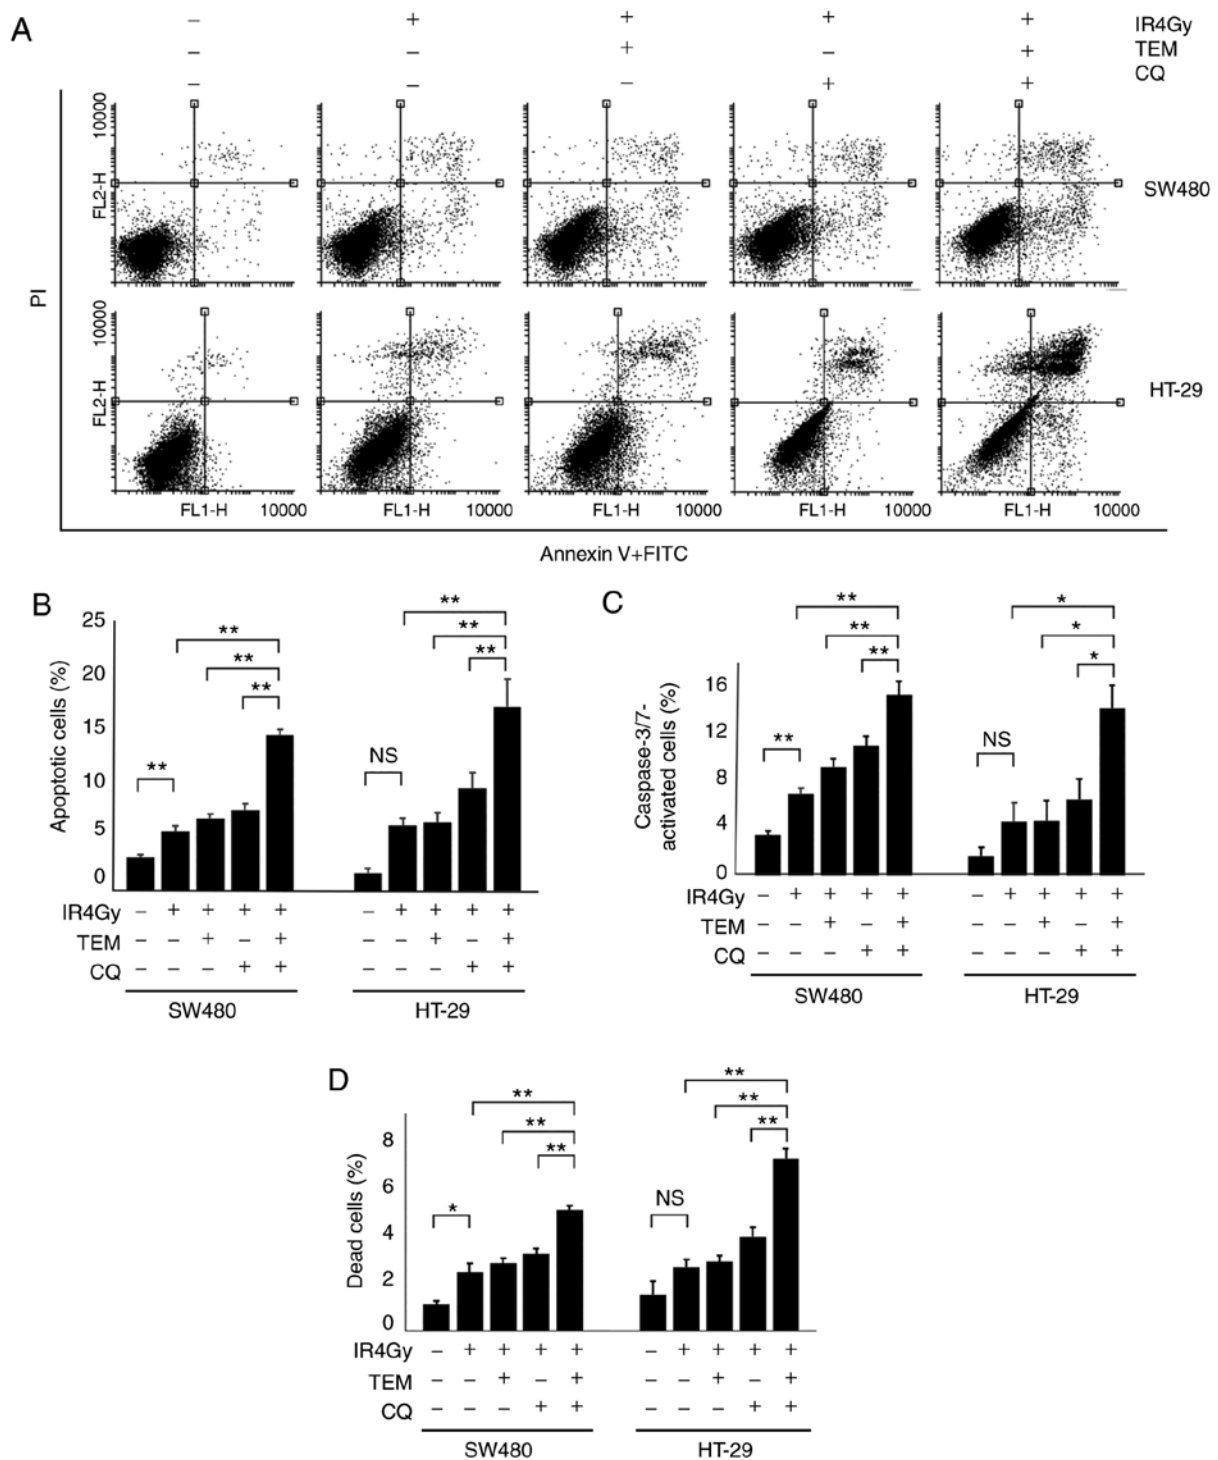 A
− + + + + IR4Gy
− − + − + TEM
− − − + + CQ
10000
FL2-H
SW480
PI
10000
FL2-H
HT-29
FL1-H 10000 FL1-H 10000 FL1-H 10000 FL1-H 10000 FL1-H 10000
Annexin V+FITC
B
Apoptotic cells (%)
25
20
15
10
5
0
** ** ** **
NS ** ** **
IR4Gy − + + + + − + + + +
TEM − − + − + − − + − +
CQ − − − + + − − − + +
SW480 HT-29
C
Caspase-3/7-
activated cells (%)
16
12
8
4
0
** ** ** **
NS * * *
IR4Gy − + + + + − + + + +
TEM − − + − + − − + − +
CQ − − − + + − − − + +
SW480 HT-29
D
Dead cells (%)
8
6
4
2
0
* ** ** **
NS ** ** **
IR4Gy − + + + + − + + + +
TEM − − + − + − − + − +
CQ − − − + + − − − + +
SW480 HT-29